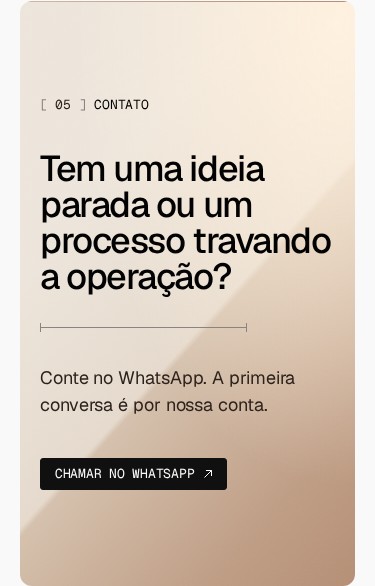 [ 05 ] CONTATO
Tem uma ideia
parada ou um
processo travando
a operação?
Conte no WhatsApp. A primeira
conversa é por nossa conta.
CHAMAR NO WHATSAPP ↗